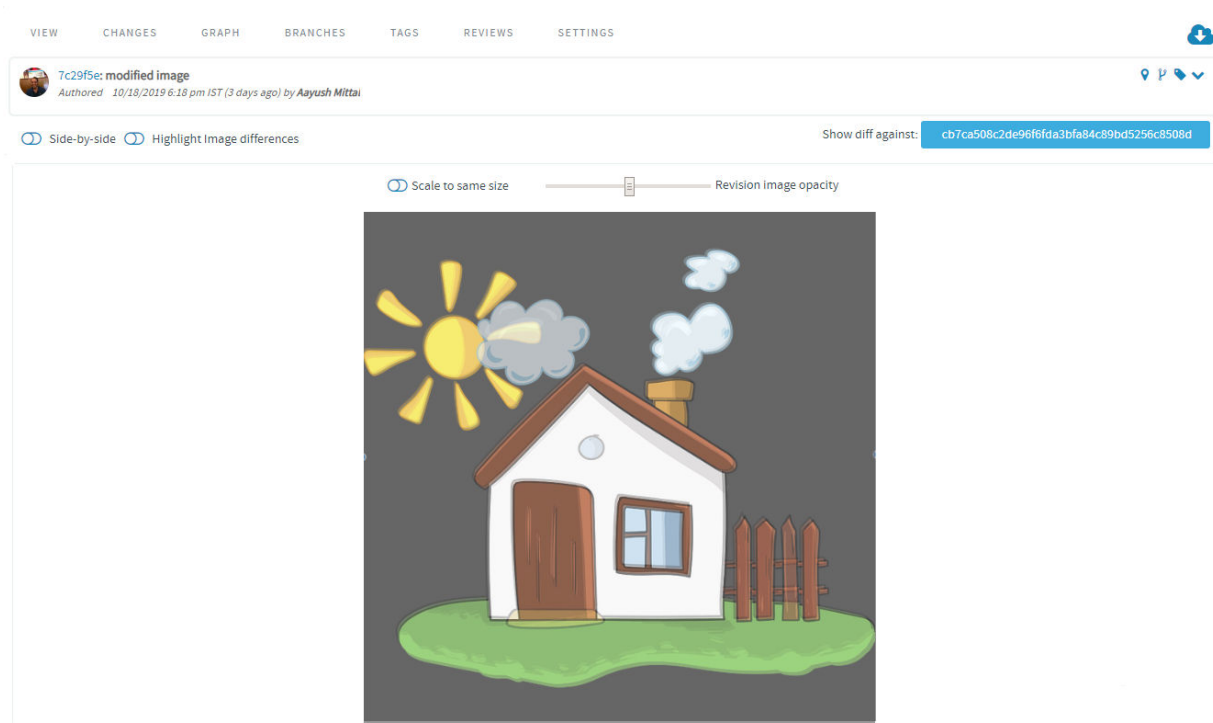 VIEW CHANGES GRAPH BRANCHES TAGS REVIEWS SETTINGS
7c29f5e: modified image
Authored 10/18/2019 6:18 pm IST (3 days ago) by Aayush Mittal
Side-by-side Highlight Image differences Show diff against: cb7ca508c2de96f6fda3bfa84c89bd5256c8508d
Scale to same size Revision image opacity